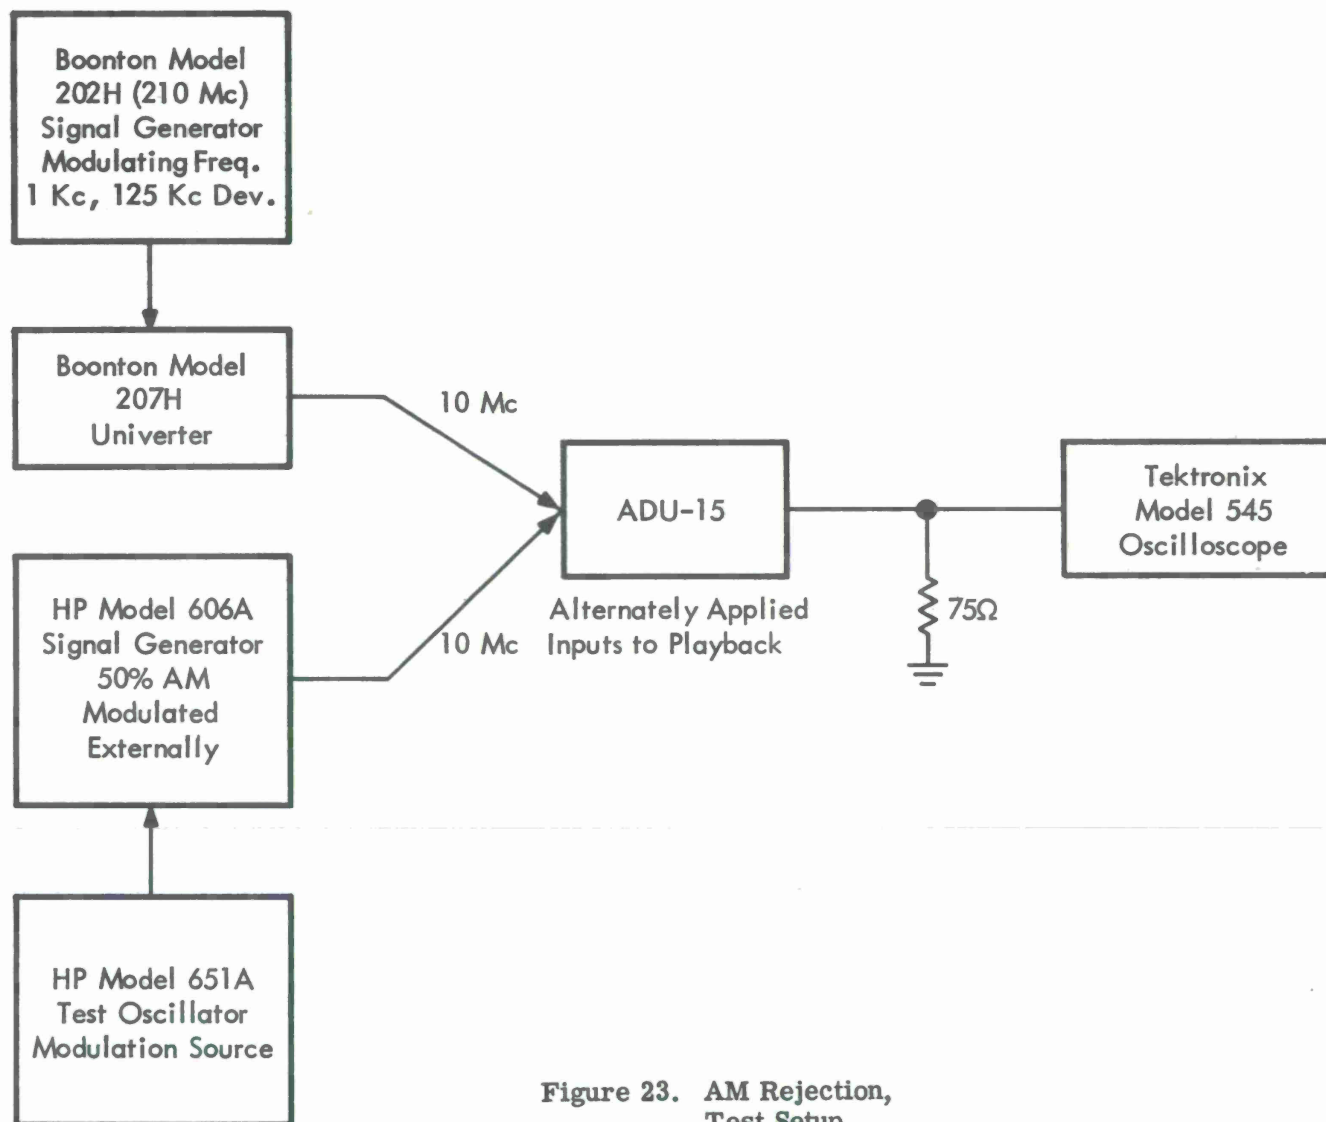 Boonton Model
202H (210 Mc)
Signal Generator
Modulating Freq.
1 Kc, 125 Kc Dev.
Boonton Model
207H
Univerter
10 Mc
HP Model 606A
Signal Generator
50% AM
Modulated
Externally
10 Mc
HP Model 651A
Test Oscillator
Modulation Source
ADU-15
Alternately Applied
Inputs to Playback
75Ω
Tektronix
Model 545
Oscilloscope
Figure 23. AM Rejection,
Test Setup